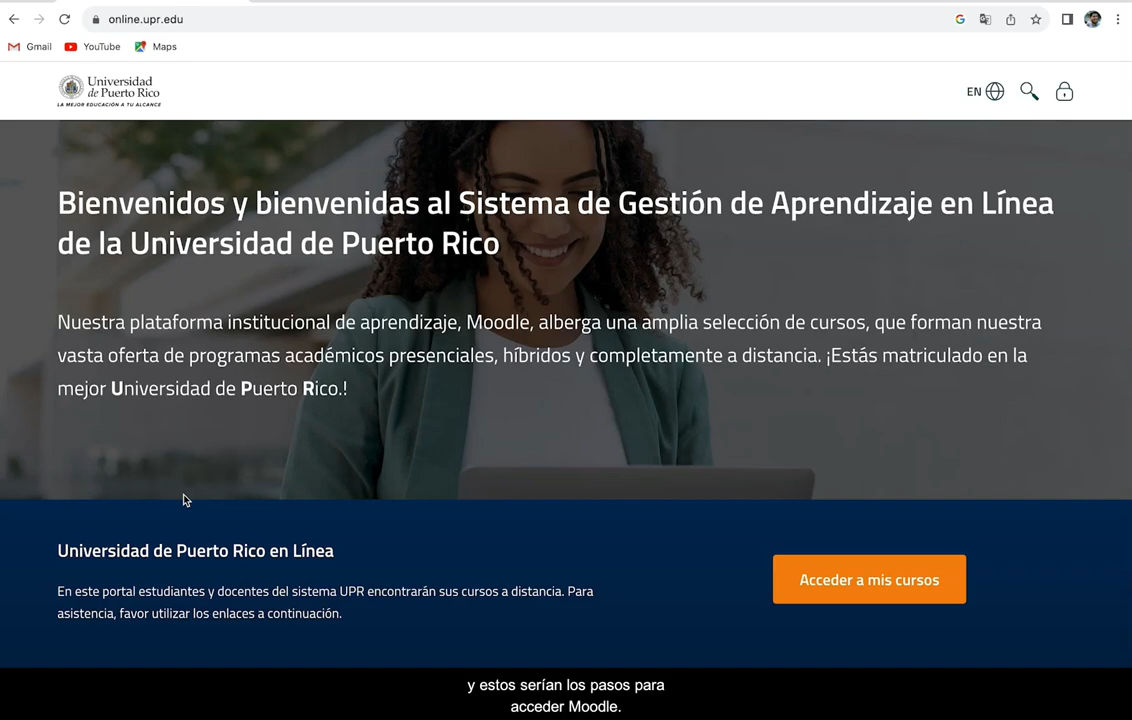 online.upr.edu
Gmail YouTube Maps
Universidad
de Puerto Rico
LA MEJOR EDUCACIÓN A TU ALCANCE
EN
Bienvenidos y bienvenidas al Sistema de Gestión de Aprendizaje en Línea
de la Universidad de Puerto Rico
Nuestra plataforma institucional de aprendizaje, Moodle, alberga una amplia selección de cursos, que forman nuestra
vasta oferta de programas académicos presenciales, híbridos y completamente a distancia. ¡Estás matriculado en la
mejor Universidad de Puerto Rico.!
Universidad de Puerto Rico en Línea
En este portal estudiantes y docentes del sistema UPR encontrarán sus cursos a distancia. Para
asistencia, favor utilizar los enlaces a continuación.
Acceder a mis cursos
y estos serían los pasos para
acceder Moodle.